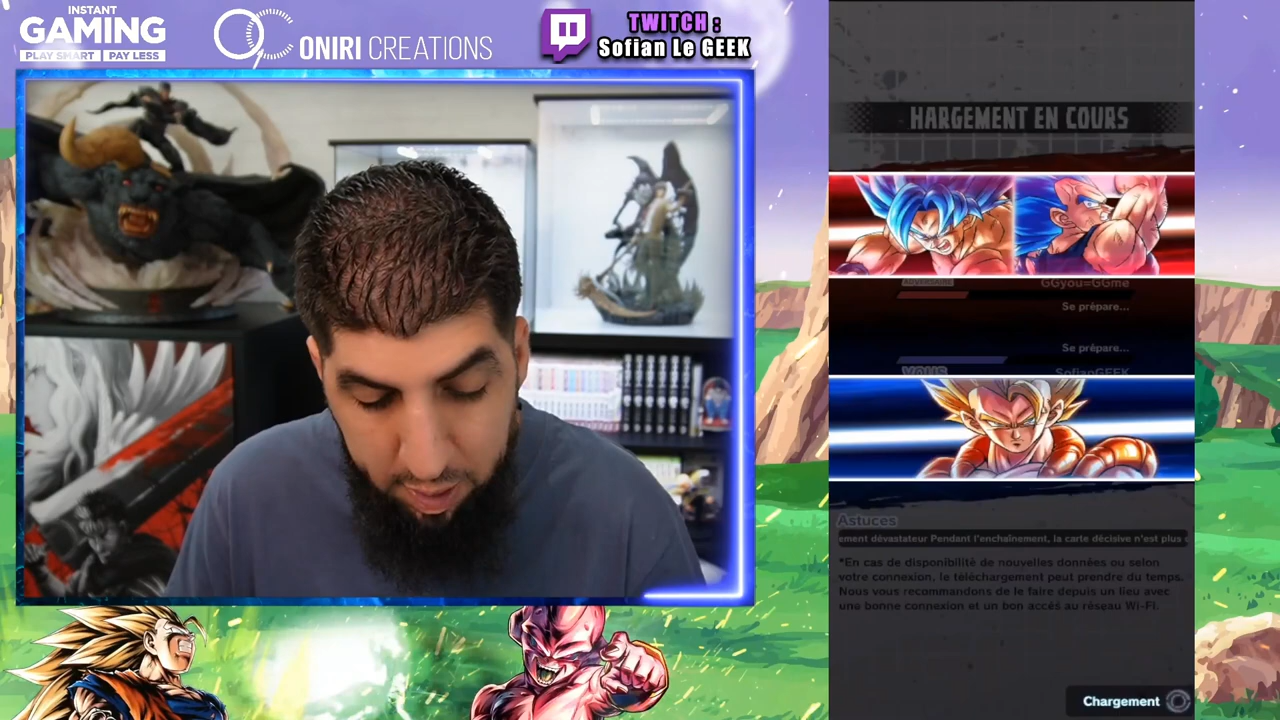 INSTANT
GAMING
PLAY SMART | PAY LESS
ONIRI CREATIONS
TWITCH :
Sofian Le GEEK
HARGEMENT EN COURS
ADVERSAIRE
GGyou=GGme
Se prépare...
Se prépare...
VOUS
SofianGEEK
Astuces
ement dévastateur Pendant l'enchaînement, la carte décisive n'est plus
*En cas de disponibilité de nouvelles données ou selon
votre connexion, le téléchargement peut prendre du temps.
Nous vous recommandons de le faire depuis un lieu avec
une bonne connexion et un bon accès au réseau Wi-Fi.
Chargement